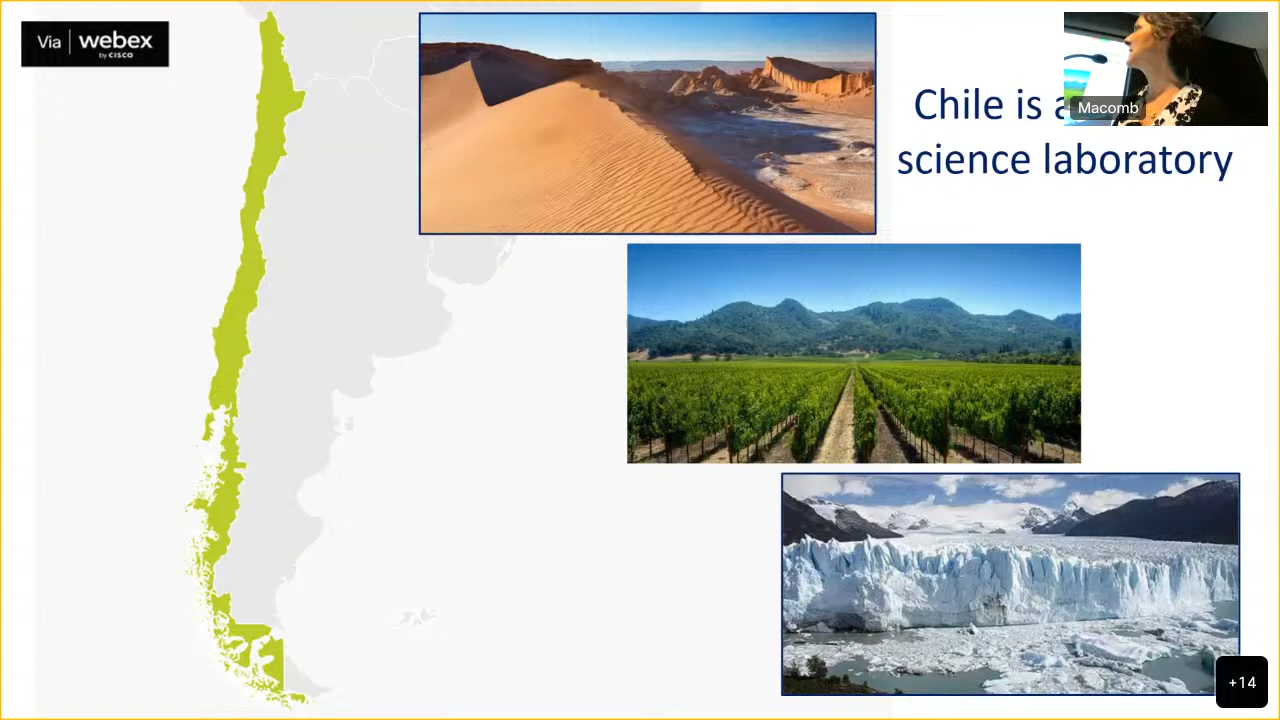 Via webex
by CISCO
Macomb
Chile is a
science laboratory
+14